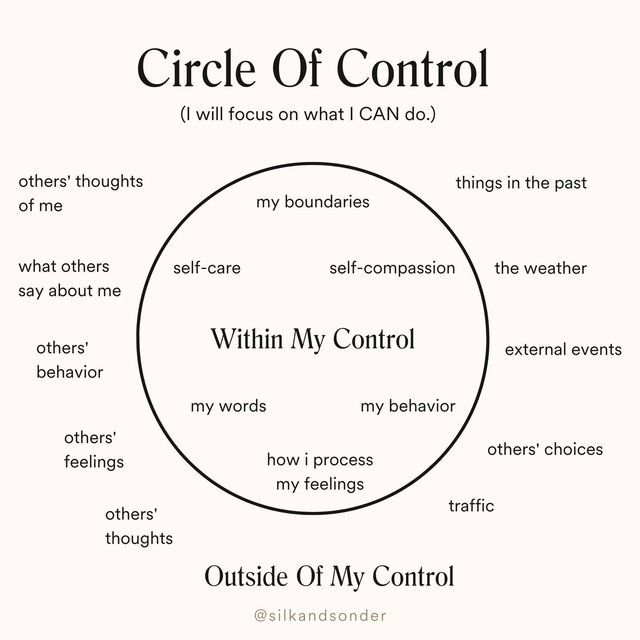 Circle Of Control
(I will focus on what I CAN do.)
others' thoughts
of me
my boundaries
things in the past
what others
say about me
self-care
self-compassion
the weather
Within My Control
others'
behavior
external events
my words
my behavior
others'
feelings
how i process
my feelings
others' choices
others'
thoughts
traffic
Outside Of My Control
@silkandsonder